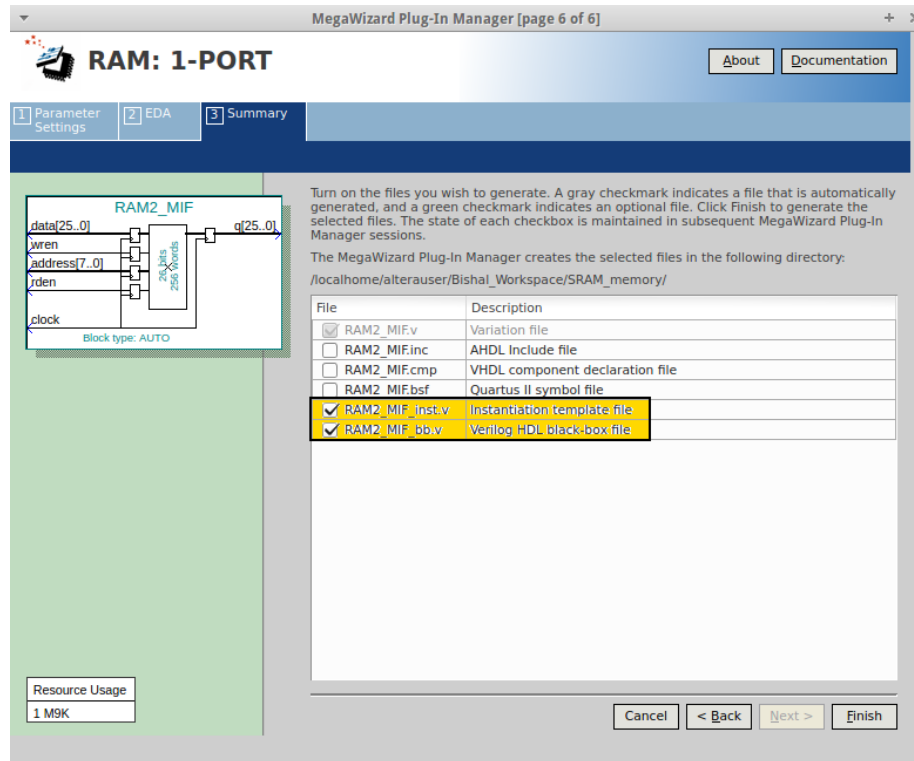 MegaWizard Plug-In Manager [page 6 of 6]
RAM: 1-PORT
About
Documentation
1 Parameter Settings
2 EDA
3 Summary
RAM2_MIF
data[25..0]
q[25..0]
wren
address[7..0]
rden
26 bits
256 words
clock
Block type: AUTO
Turn on the files you wish to generate. A gray checkmark indicates a file that is automatically
generated, and a green checkmark indicates an optional file. Click Finish to generate the
selected files. The state of each checkbox is maintained in subsequent MegaWizard Plug-In
Manager sessions.
The MegaWizard Plug-In Manager creates the selected files in the following directory:
/localhome/alterauser/Bishal_Workspace/SRAM_memory/
File Description
RAM2_MIF.v Variation file
RAM2_MIF.inc AHDL Include file
RAM2_MIF.cmp VHDL component declaration file
RAM2_MIF.bsf Quartus II symbol file
RAM2_MIF_inst.v Instantiation template file
RAM2_MIF_bb.v Verilog HDL black-box file
Resource Usage
1 M9K
Cancel
< Back
Next >
Finish